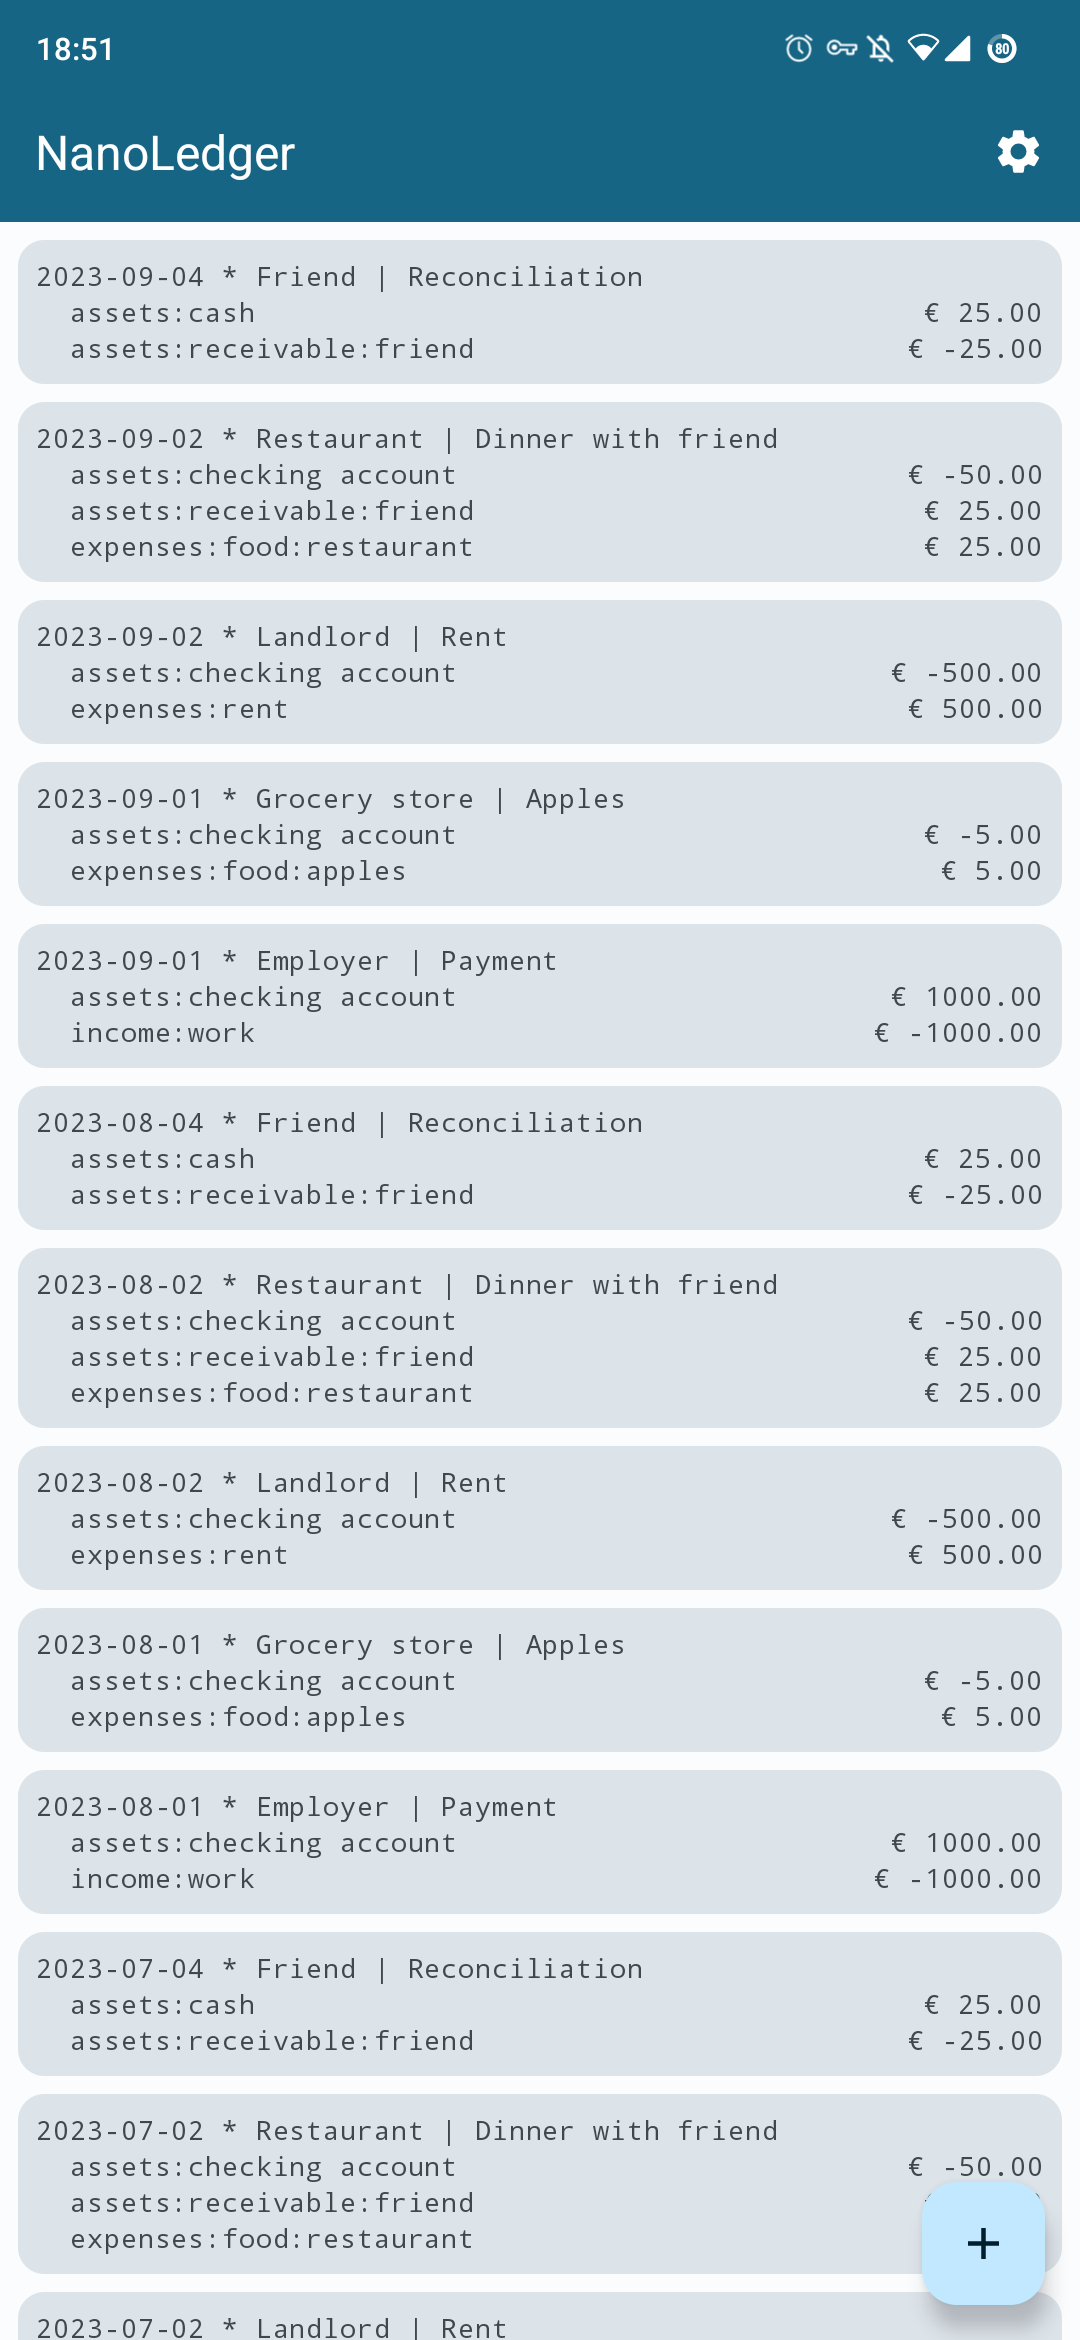 18:51
80
NanoLedger
2023-09-04 * Friend | Reconciliation
assets:cash € 25.00
assets:receivable:friend € -25.00
2023-09-02 * Restaurant | Dinner with friend
assets:checking account € -50.00
assets:receivable:friend € 25.00
expenses:food:restaurant € 25.00
2023-09-02 * Landlord | Rent
assets:checking account € -500.00
expenses:rent € 500.00
2023-09-01 * Grocery store | Apples
assets:checking account € -5.00
expenses:food:apples € 5.00
2023-09-01 * Employer | Payment
assets:checking account € 1000.00
income:work € -1000.00
2023-08-04 * Friend | Reconciliation
assets:cash € 25.00
assets:receivable:friend € -25.00
2023-08-02 * Restaurant | Dinner with friend
assets:checking account € -50.00
assets:receivable:friend € 25.00
expenses:food:restaurant € 25.00
2023-08-02 * Landlord | Rent
assets:checking account € -500.00
expenses:rent € 500.00
2023-08-01 * Grocery store | Apples
assets:checking account € -5.00
expenses:food:apples € 5.00
2023-08-01 * Employer | Payment
assets:checking account € 1000.00
income:work € -1000.00
2023-07-04 * Friend | Reconciliation
assets:cash € 25.00
assets:receivable:friend € -25.00
2023-07-02 * Restaurant | Dinner with friend
assets:checking account € -50.00
assets:receivable:friend
expenses:food:restaurant
2023-07-02 * Landlord | Rent